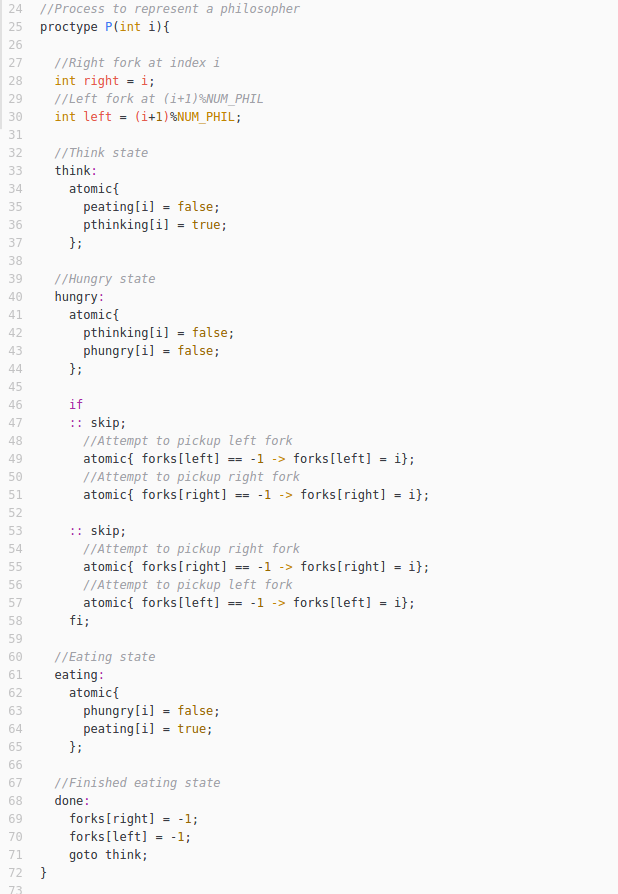 24 //Process to represent a philosopher
25 proctype P(int i){
26
27 //Right fork at index i
28 int right = i;
29 //Left fork at (i+1)%NUM_PHIL
30 int left = (i+1)%NUM_PHIL;
31
32 //Think state
33 think:
34 atomic{
35 peating[i] = false;
36 pthinking[i] = true;
37 };
38
39 //Hungry state
40 hungry:
41 atomic{
42 pthinking[i] = false;
43 phungry[i] = false;
44 };
45
46 if
47 :: skip;
48 //Attempt to pickup left fork
49 atomic{ forks[left] == -1 -> forks[left] = i};
50 //Attempt to pickup right fork
51 atomic{ forks[right] == -1 -> forks[right] = i};
52
53 :: skip;
54 //Attempt to pickup right fork
55 atomic{ forks[right] == -1 -> forks[right] = i};
56 //Attempt to pickup left fork
57 atomic{ forks[left] == -1 -> forks[left] = i};
58 fi;
59
60 //Eating state
61 eating:
62 atomic{
63 phungry[i] = false;
64 peating[i] = true;
65 };
66
67 //Finished eating state
68 done:
69 forks[right] = -1;
70 forks[left] = -1;
71 goto think;
72 }
73